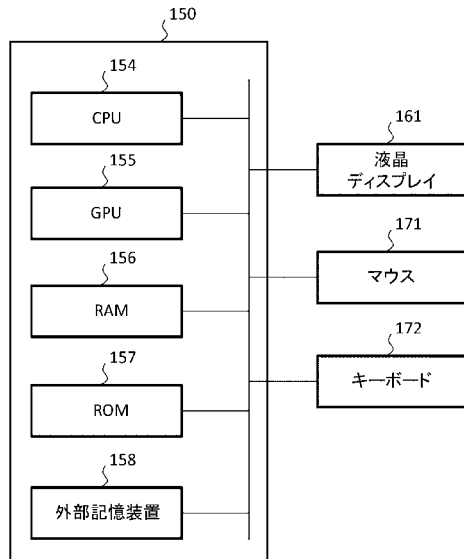 150
154
CPU
155
GPU
156
RAM
157
ROM
158
外部記憶装置
161
液晶
ディスプレイ
171
マウス
172
キーボード